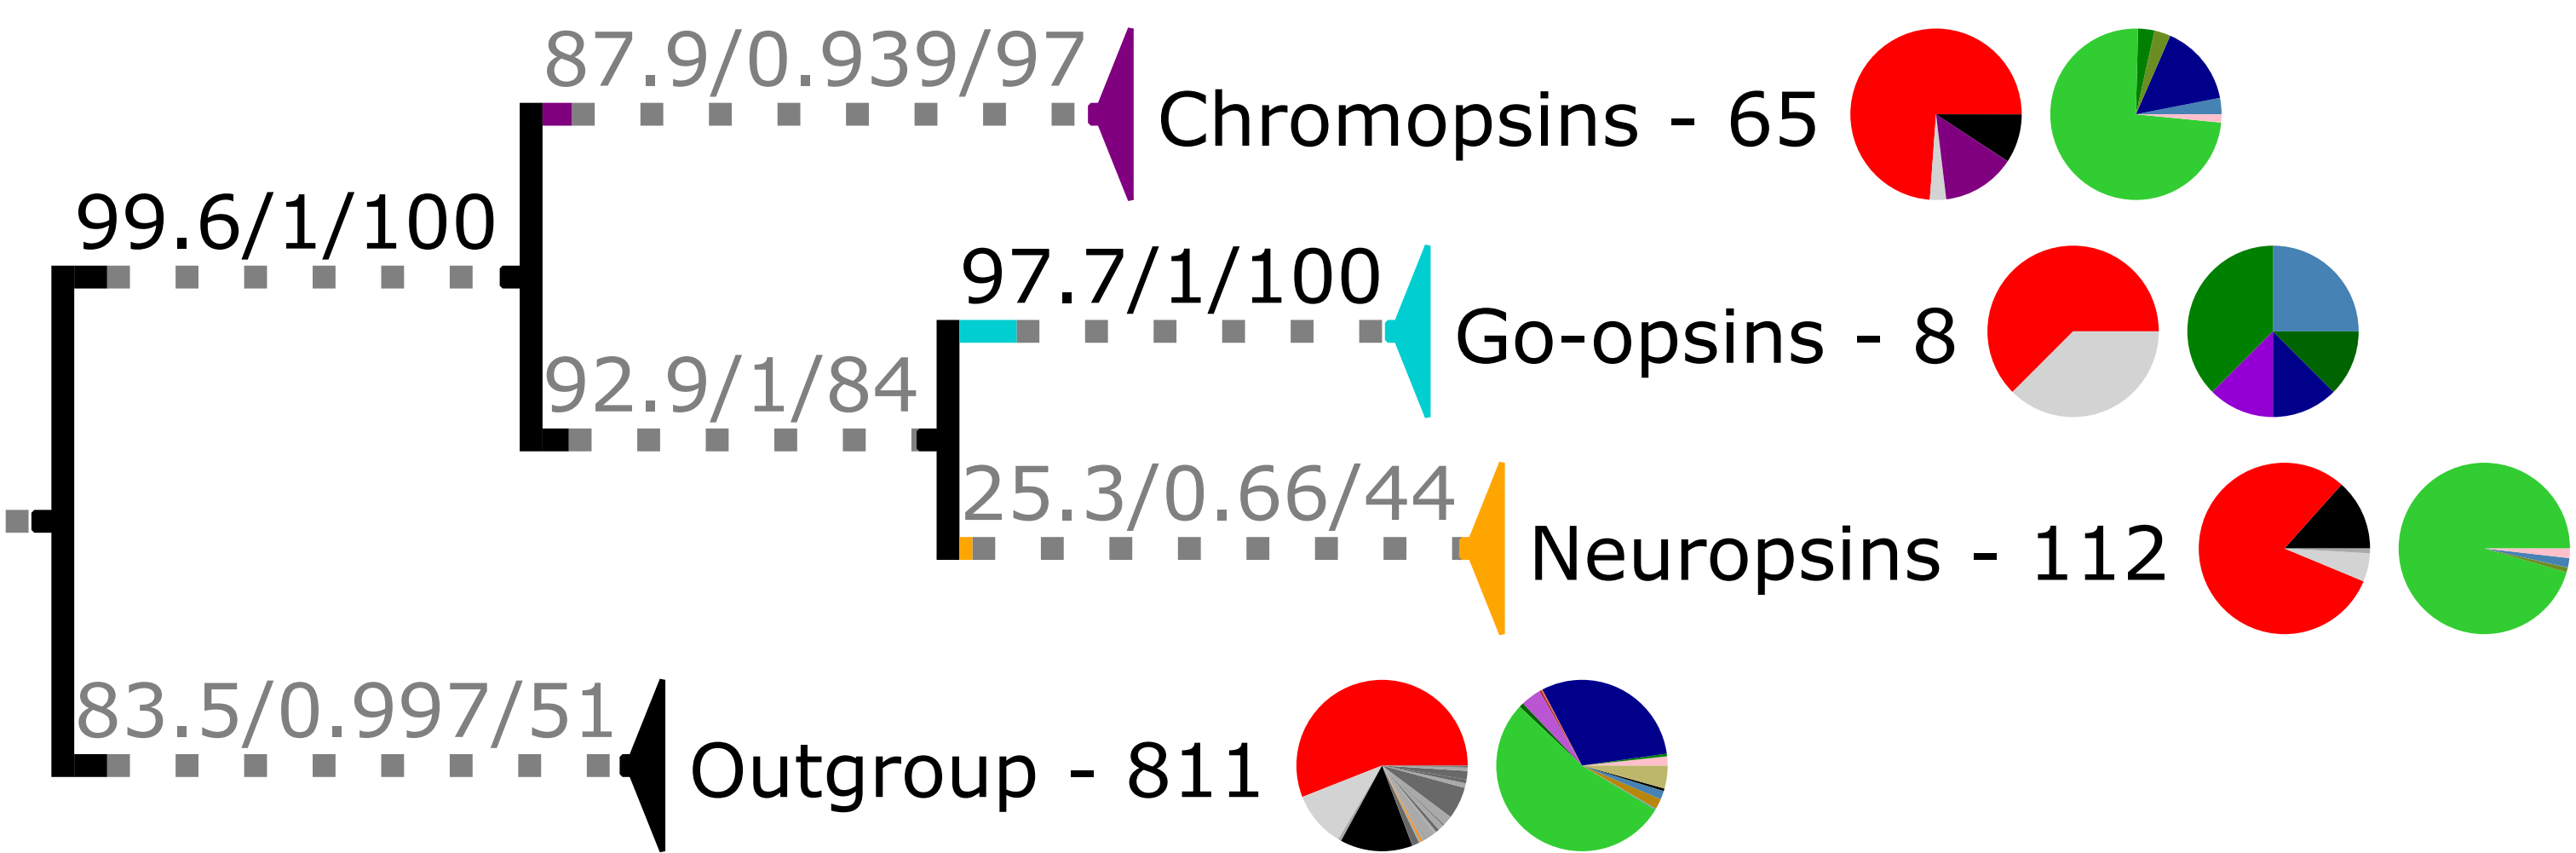 87.9/0.939/97
Chromopsins - 65
99.6/1/100
97.7/1/100
Go-opsins - 8
92.9/1/84
25.3/0.66/44
Neuropsins - 112
83.5/0.997/51
Outgroup - 811